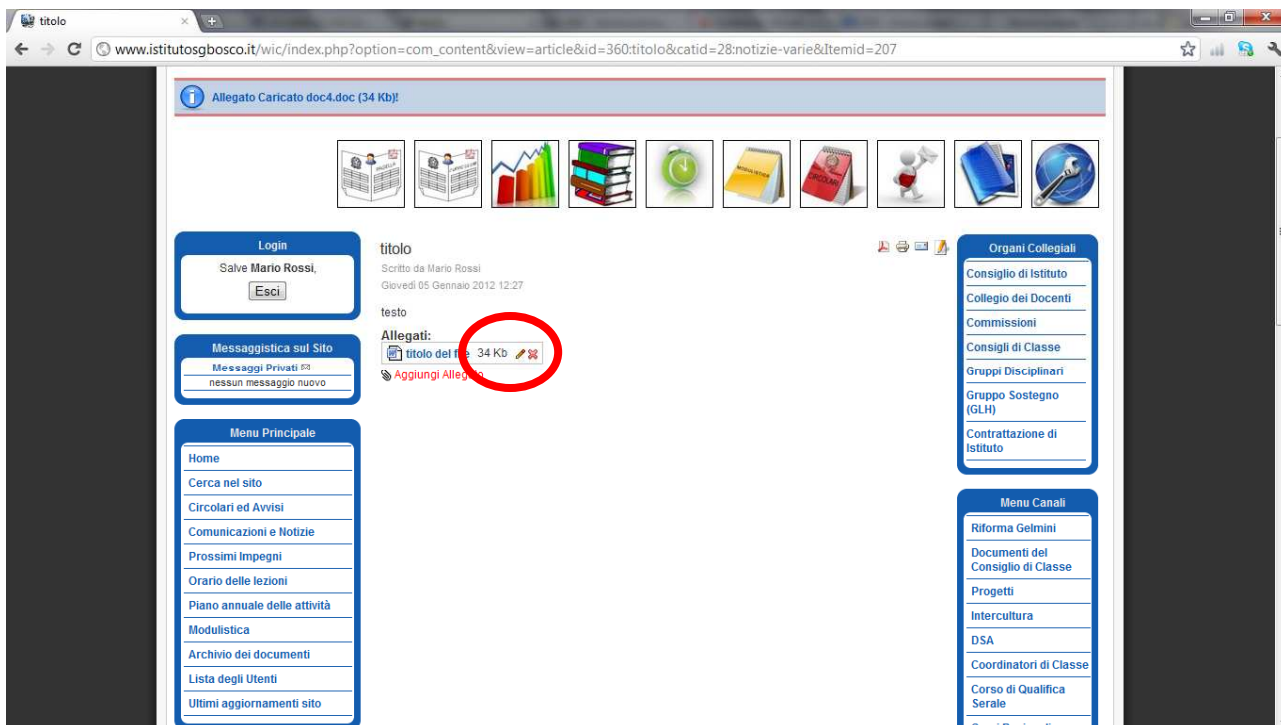 titolo
www.istitutosgbosco.it/wic/index.php?option=com_content&view=article&id=360:titolo&catid=28:notizie-varie&Itemid=207
Allegato Caricato doc4.doc (34 Kb)!
MODULISTICA
CIRCOLARI
Login
Salve Mario Rossi,
Esci
Messaggistica sul Sito
Messaggi Privati
nessun messaggio nuovo
Menu Principale
Home
Cerca nel sito
Circolari ed Avvisi
Comunicazioni e Notizie
Prossimi Impegni
Orario delle lezioni
Piano annuale delle attività
Modulistica
Archivio dei documenti
Lista degli Utenti
Ultimi aggiornamenti sito
titolo
Scritto da Mario Rossi
Giovedì 05 Gennaio 2012 12:27
testo
Allegati:
titolo del file 34 Kb
Aggiungi Allegato
Organi Collegiali
Consiglio di Istituto
Collegio dei Docenti
Commissioni
Consigli di Classe
Gruppi Disciplinari
Gruppo Sostegno
(GLH)
Contrattazione di
Istituto
Menu Canali
Riforma Gelmini
Documenti del
Consiglio di Classe
Progetti
Intercultura
DSA
Coordinatori di Classe
Corso di Qualifica
Serale